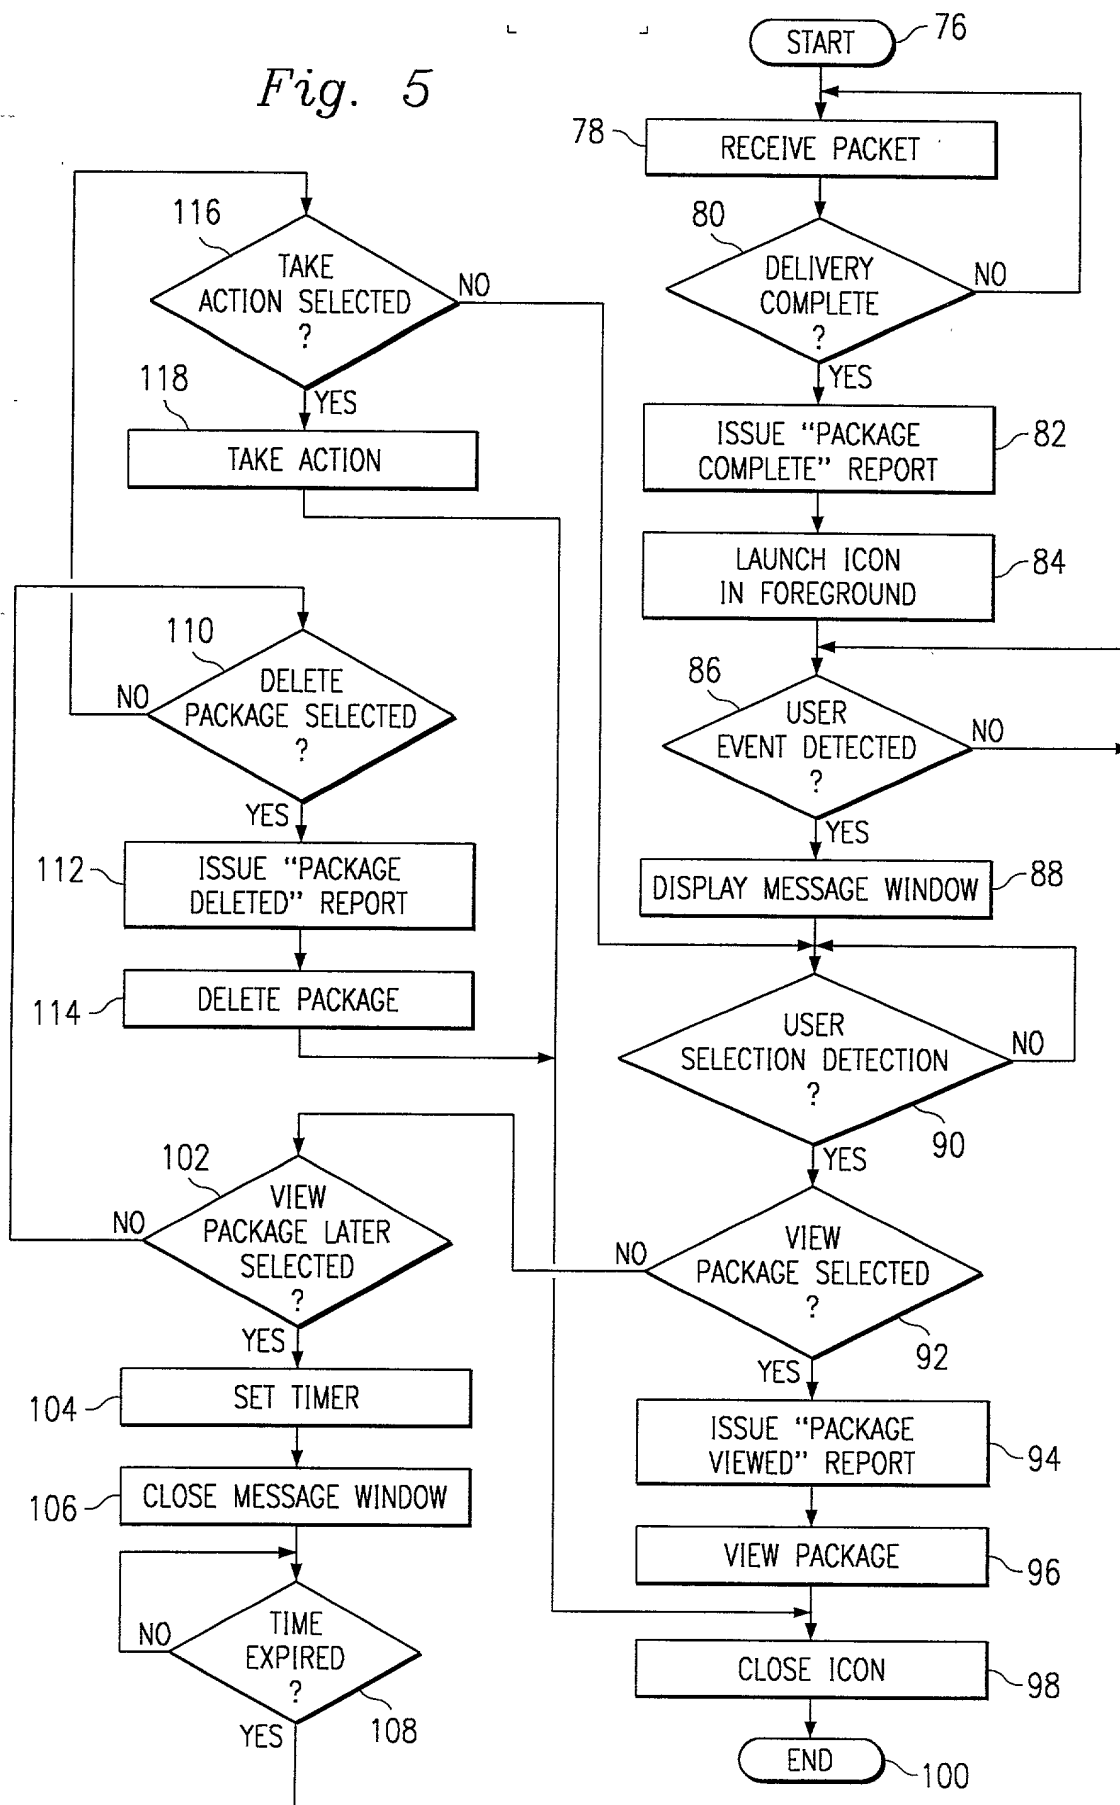 Fig. 5
START
76
78
RECEIVE PACKET
80
DELIVERY
COMPLETE
?
NO
YES
ISSUE “PACKAGE
COMPLETE” REPORT
82
LAUNCH ICON
IN FOREGROUND
84
86
USER
EVENT DETECTED
?
NO
YES
DISPLAY MESSAGE WINDOW
88
USER
SELECTION DETECTION
?
NO
90
YES
VIEW
PACKAGE SELECTED
?
NO
92
YES
ISSUE “PACKAGE
VIEWED” REPORT
94
VIEW PACKAGE
96
CLOSE ICON
98
END
100
102
VIEW
PACKAGE LATER
SELECTED
?
NO
YES
104
SET TIMER
106
CLOSE MESSAGE WINDOW
TIME
EXPIRED
?
NO
108
YES
110
DELETE
PACKAGE SELECTED
?
NO
YES
112
ISSUE “PACKAGE
DELETED” REPORT
114
DELETE PACKAGE
116
TAKE
ACTION SELECTED
?
NO
YES
118
TAKE ACTION